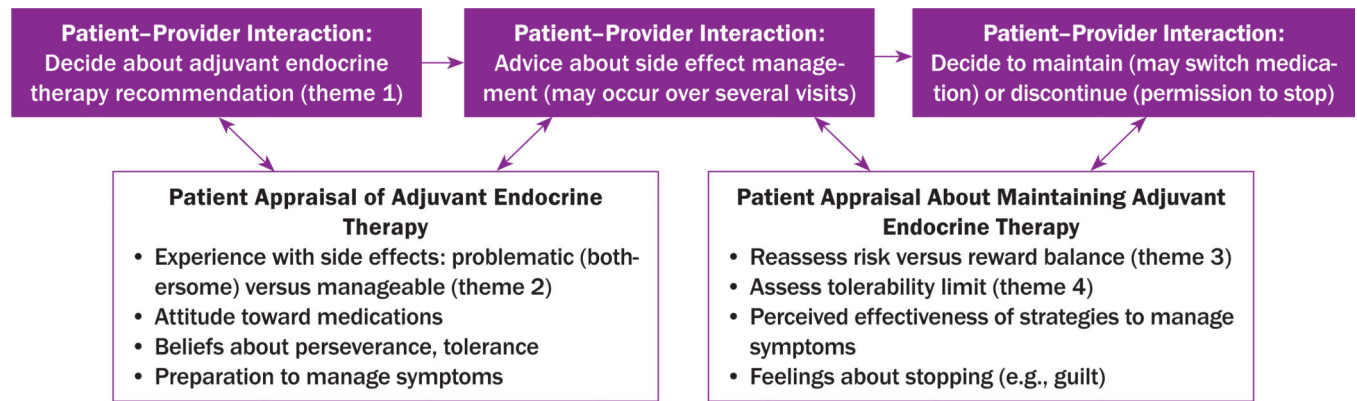 Patient–Provider Interaction:
Decide about adjuvant endocrine
therapy recommendation (theme 1)
Patient–Provider Interaction:
Advice about side effect manage-
ment (may occur over several visits)
Patient–Provider Interaction:
Decide to maintain (may switch medica-
tion) or discontinue (permission to stop)
Patient Appraisal of Adjuvant Endocrine
Therapy
• Experience with side effects: problematic (both-
ersome) versus manageable (theme 2)
• Attitude toward medications
• Beliefs about perseverance, tolerance
• Preparation to manage symptoms
Patient Appraisal About Maintaining Adjuvant
Endocrine Therapy
• Reassess risk versus reward balance (theme 3)
• Assess tolerability limit (theme 4)
• Perceived effectiveness of strategies to manage
symptoms
• Feelings about stopping (e.g., guilt)